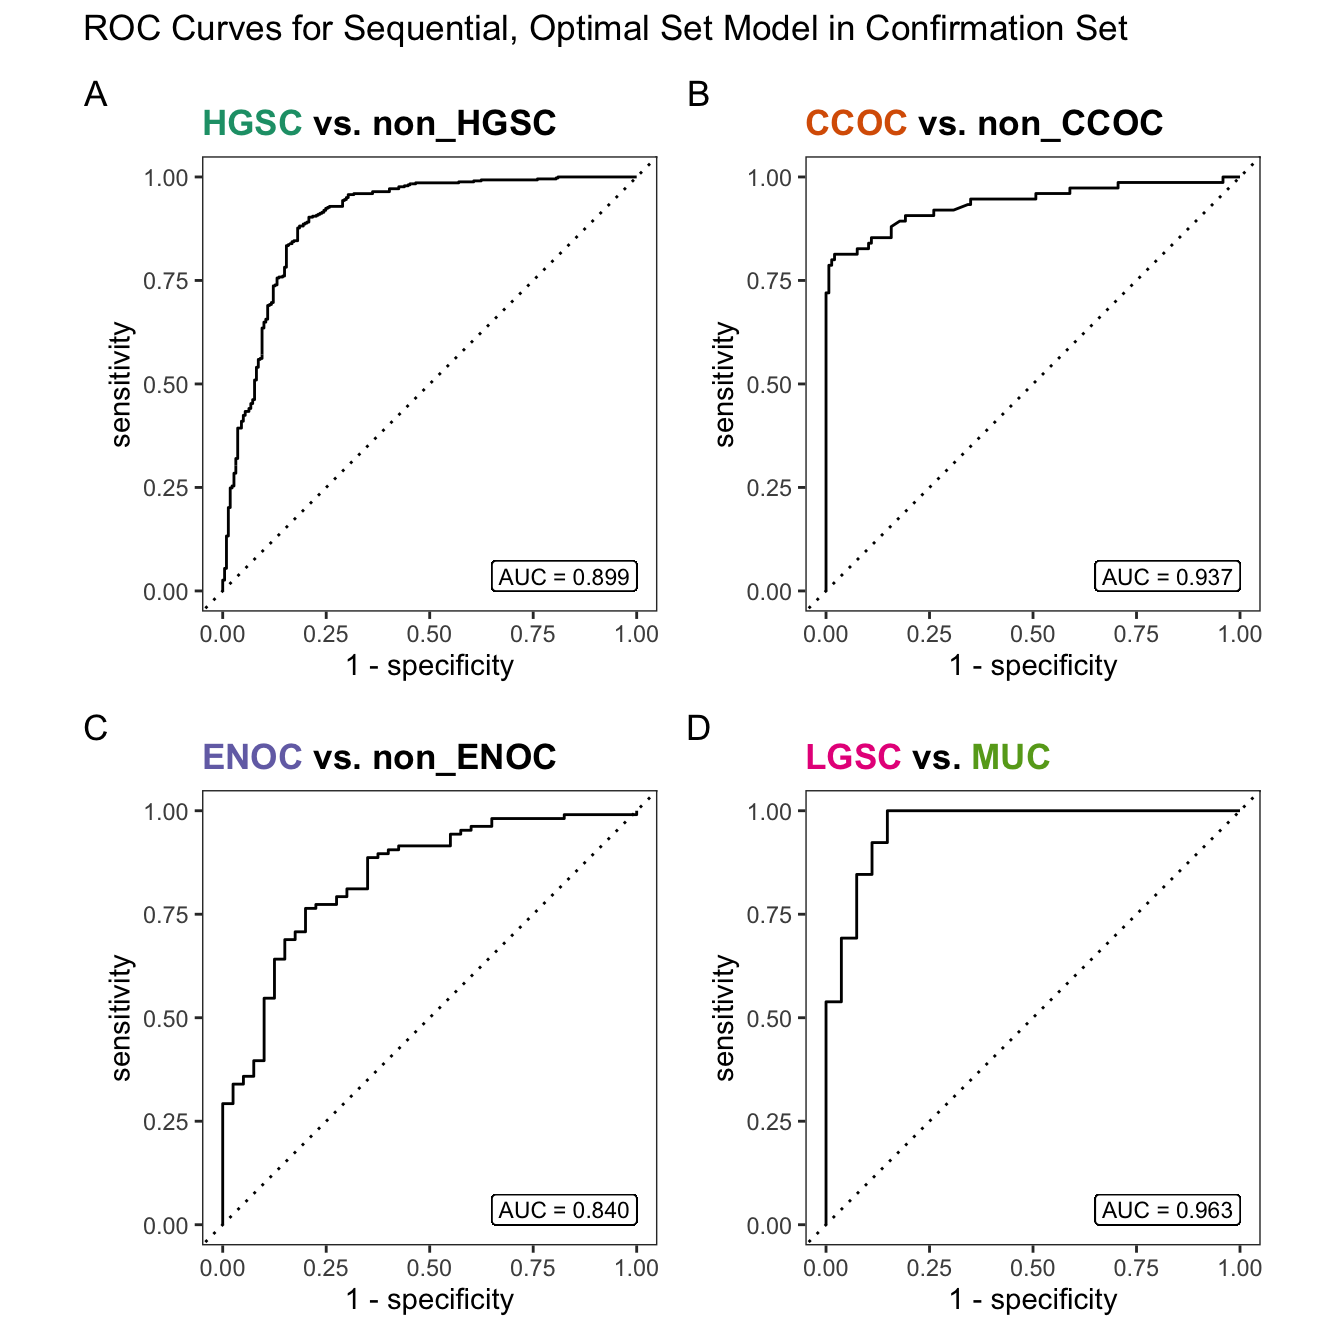 ROC Curves for Sequential, Optimal Set Model in Confirmation Set
A
HGSC vs. non_HGSC
1.00
0.75
0.50
0.25
0.00
sensitivity
AUC = 0.899
0.00 0.25 0.50 0.75 1.00
1 - specificity
B
CCOC vs. non_CCOC
1.00
0.75
0.50
0.25
0.00
sensitivity
AUC = 0.937
0.00 0.25 0.50 0.75 1.00
1 - specificity
C
ENOC vs. non_ENOC
1.00
0.75
0.50
0.25
0.00
sensitivity
AUC = 0.840
0.00 0.25 0.50 0.75 1.00
1 - specificity
D
LGSC vs. MUC
1.00
0.75
0.50
0.25
0.00
sensitivity
AUC = 0.963
0.00 0.25 0.50 0.75 1.00
1 - specificity